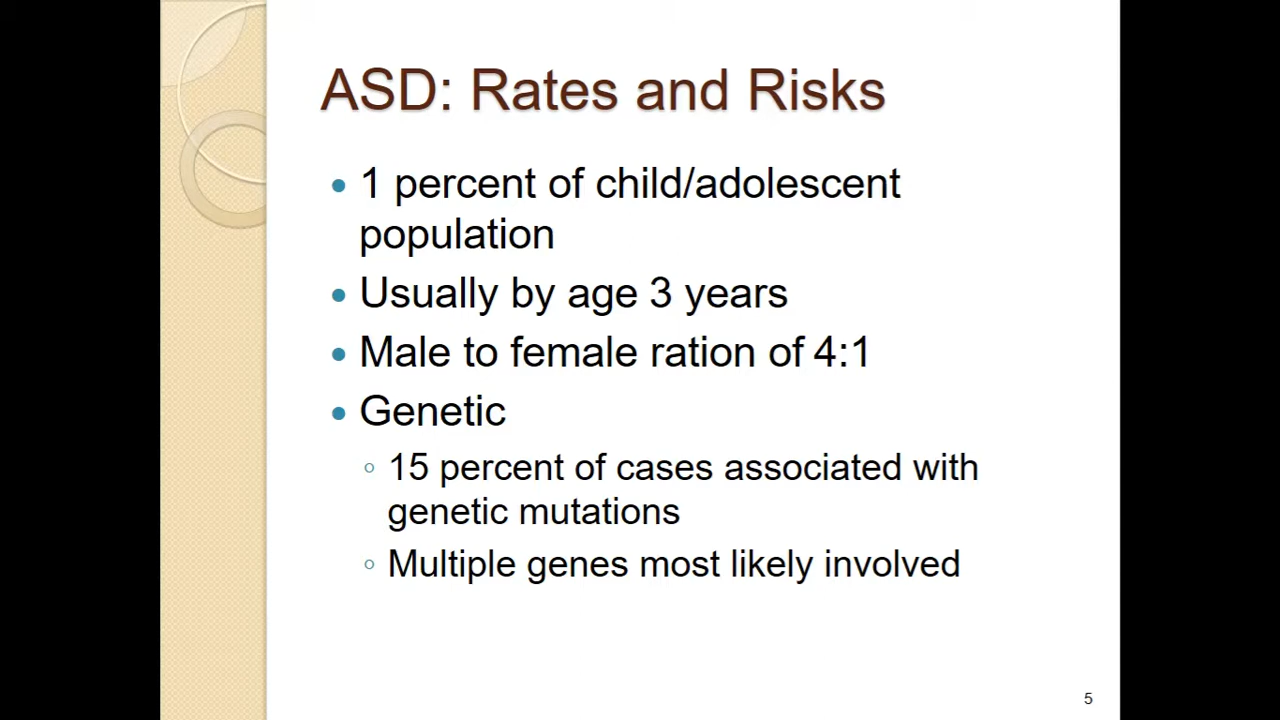 ASD: Rates and Risks
• 1 percent of child/adolescent
population
• Usually by age 3 years
• Male to female ration of 4:1
• Genetic
◦ 15 percent of cases associated with
genetic mutations
◦ Multiple genes most likely involved
5